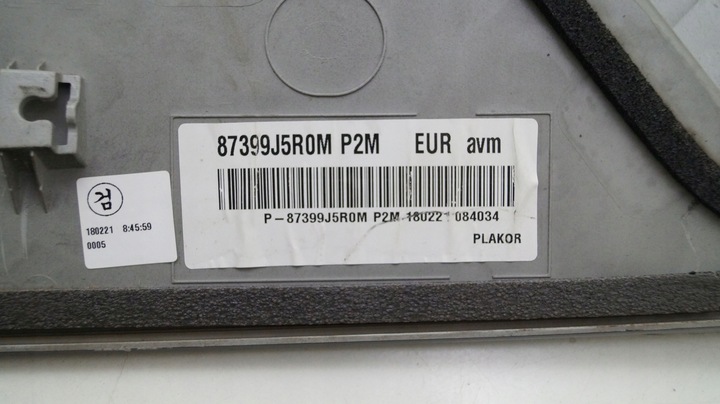 87399J5R0M P2M EUR avm
P-87399J5R0M P2M 180221 084034
PLAKOR
검
180221 8:45:59
0005